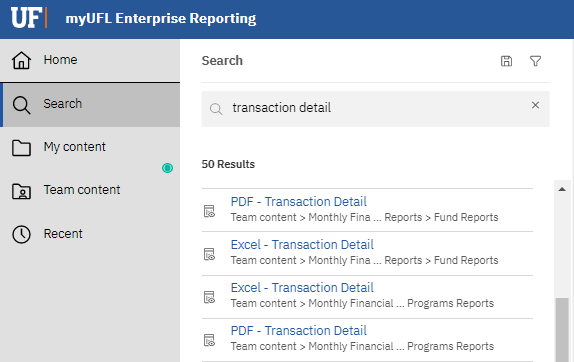 UF myUFL Enterprise Reporting
Home
Search
My content
Team content
Recent
Search
transaction detail
50 Results
PDF - Transaction Detail
Team content > Monthly Fina ... Reports > Fund Reports
Excel - Transaction Detail
Team content > Monthly Fina ... Reports > Fund Reports
Excel - Transaction Detail
Team content > Monthly Financial ... Programs Reports
PDF - Transaction Detail
Team content > Monthly Financial ... Programs Reports